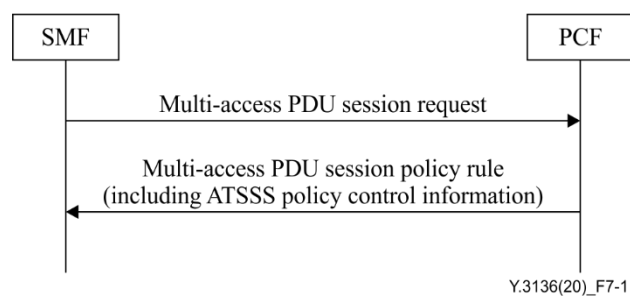 SMF
PCF
Multi-access PDU session request
Multi-access PDU session policy rule
(including ATSSS policy control information)
Y.3136(20)_F7-1